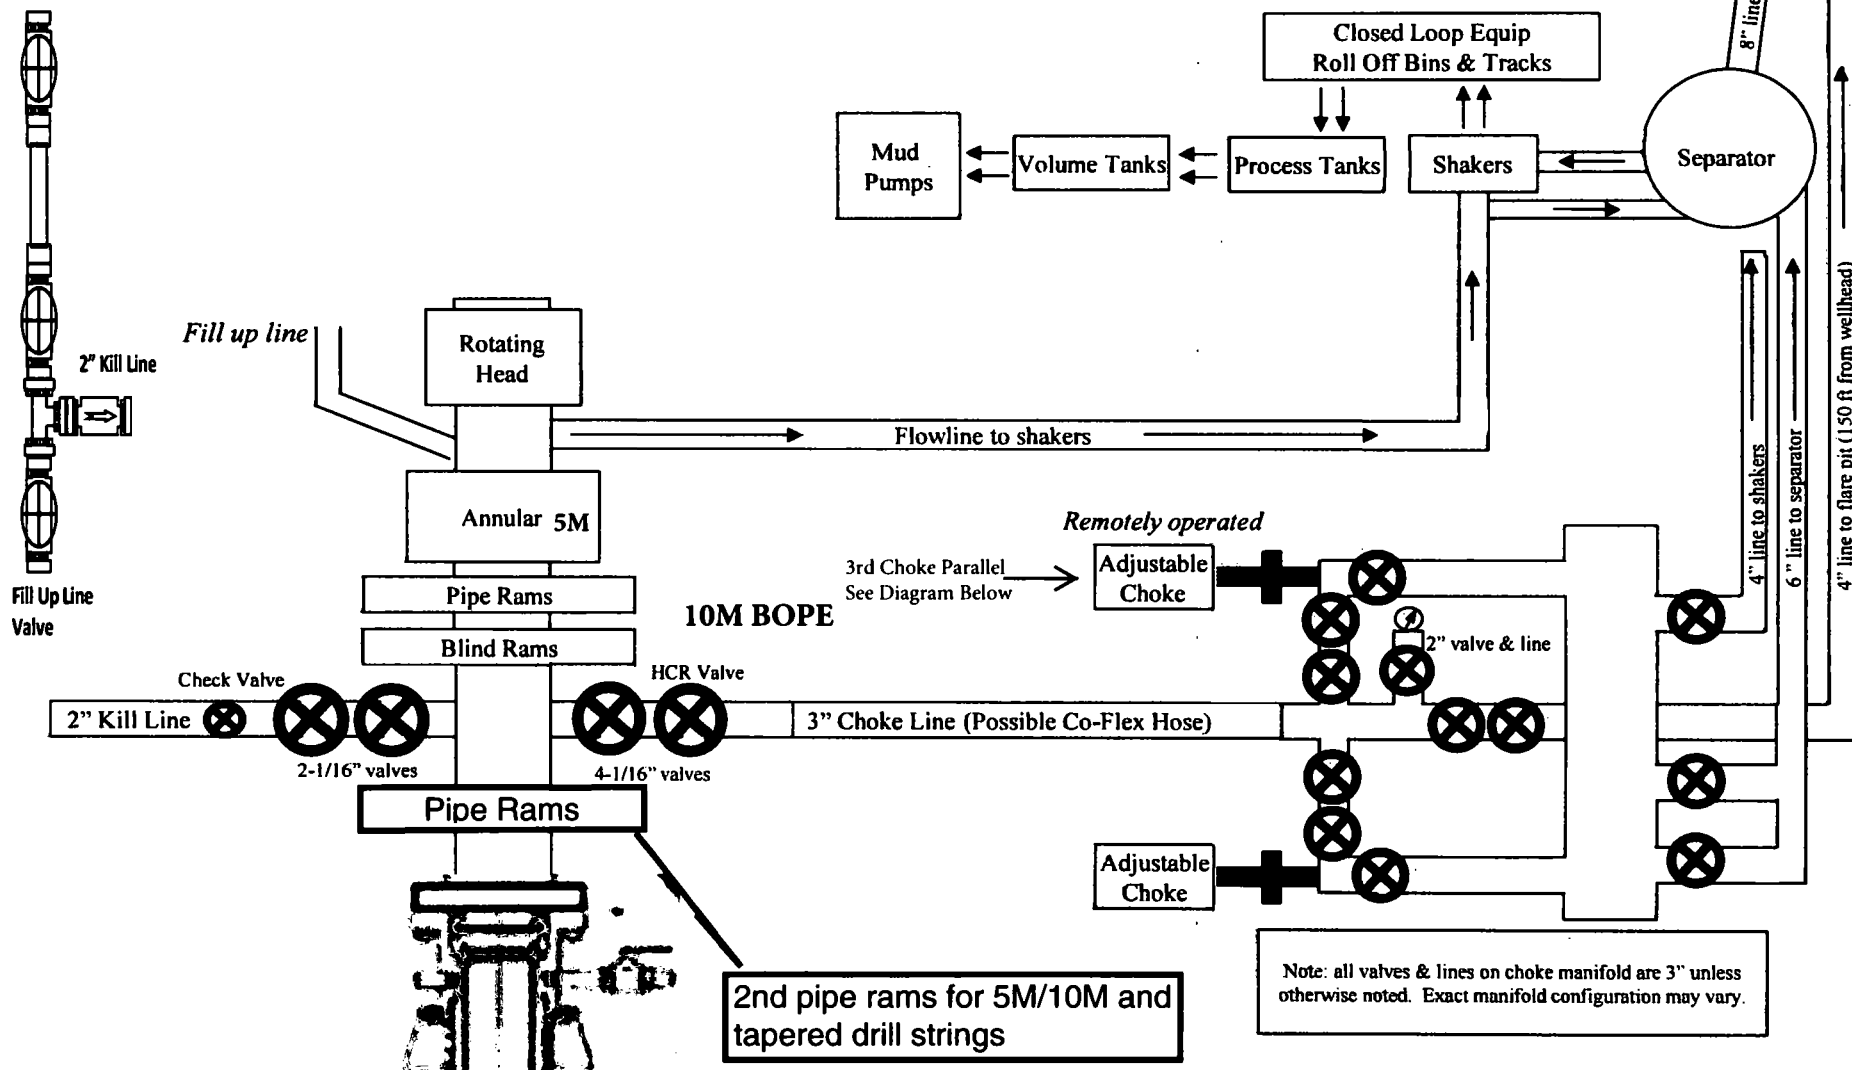 8" line
Closed Loop Equip
Roll Off Bins & Tracks
Mud
Pumps
Volume Tanks
Process Tanks
Shakers
Separator
2" Kill Line
Fill Up Line
Valve
Fill up line
Rotating
Head
Flowline to shakers
Annular 5M
Pipe Rams
Blind Rams
10M BOPE
Remotely operated
3rd Choke Parallel
See Diagram Below
Adjustable
Choke
2" valve & line
4" line to shakers
6" line to separator
4" line to flare pit (150 ft from wellhead)
Check Valve
HCR Valve
2" Kill Line
3" Choke Line (Possible Co-Flex Hose)
2-1/16" valves
4-1/16" valves
Pipe Rams
Adjustable
Choke
2nd pipe rams for 5M/10M and
tapered drill strings
Note: all valves & lines on choke manifold are 3" unless
otherwise noted. Exact manifold configuration may vary.